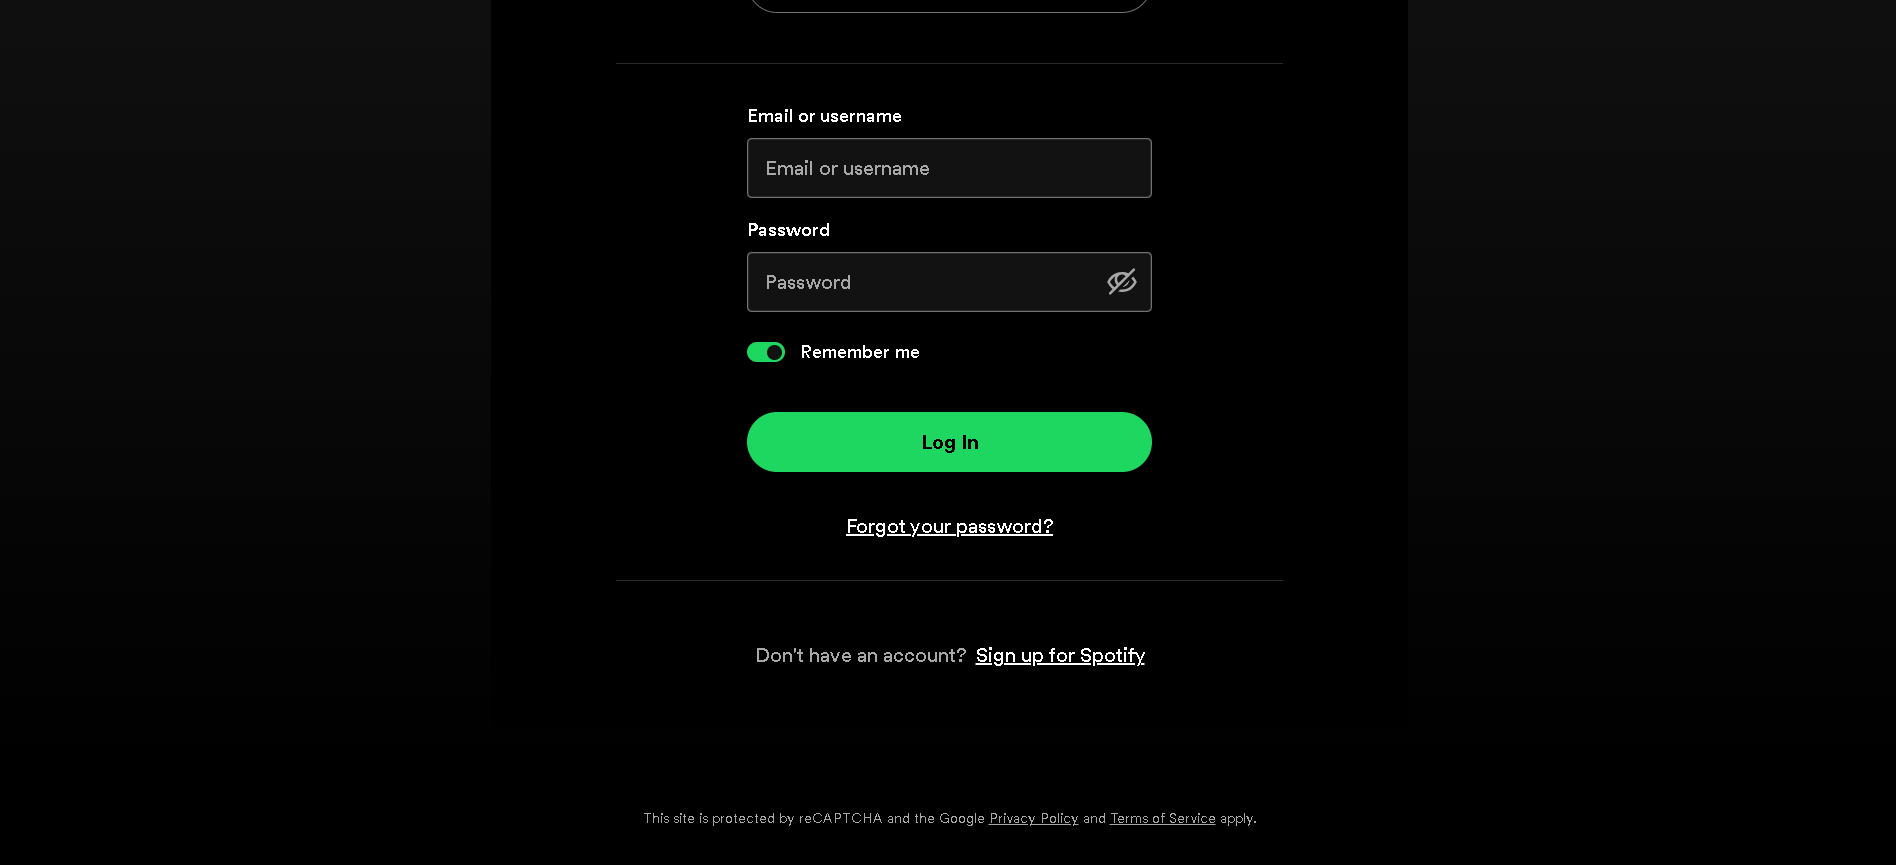 Email or username
Email or username
Password
Password
Remember me
Log In
Forgot your password?
Don't have an account? Sign up for Spotify
This site is protected by reCAPTCHA and the Google Privacy Policy and Terms of Service apply.